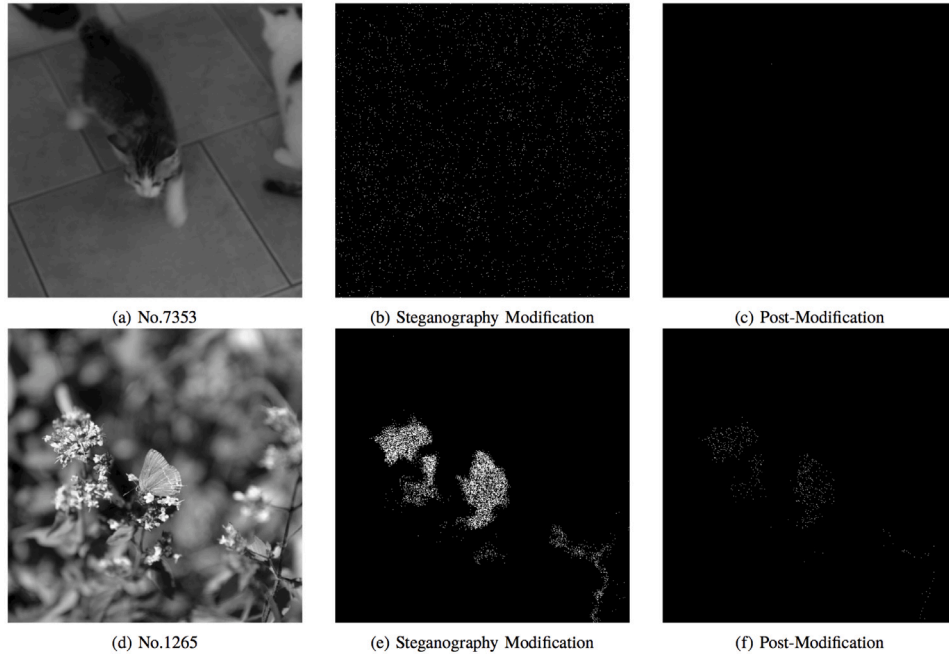 (a) No.7353
(b) Steganography Modification
(c) Post-Modification
(d) No.1265
(e) Steganography Modification
(f) Post-Modification